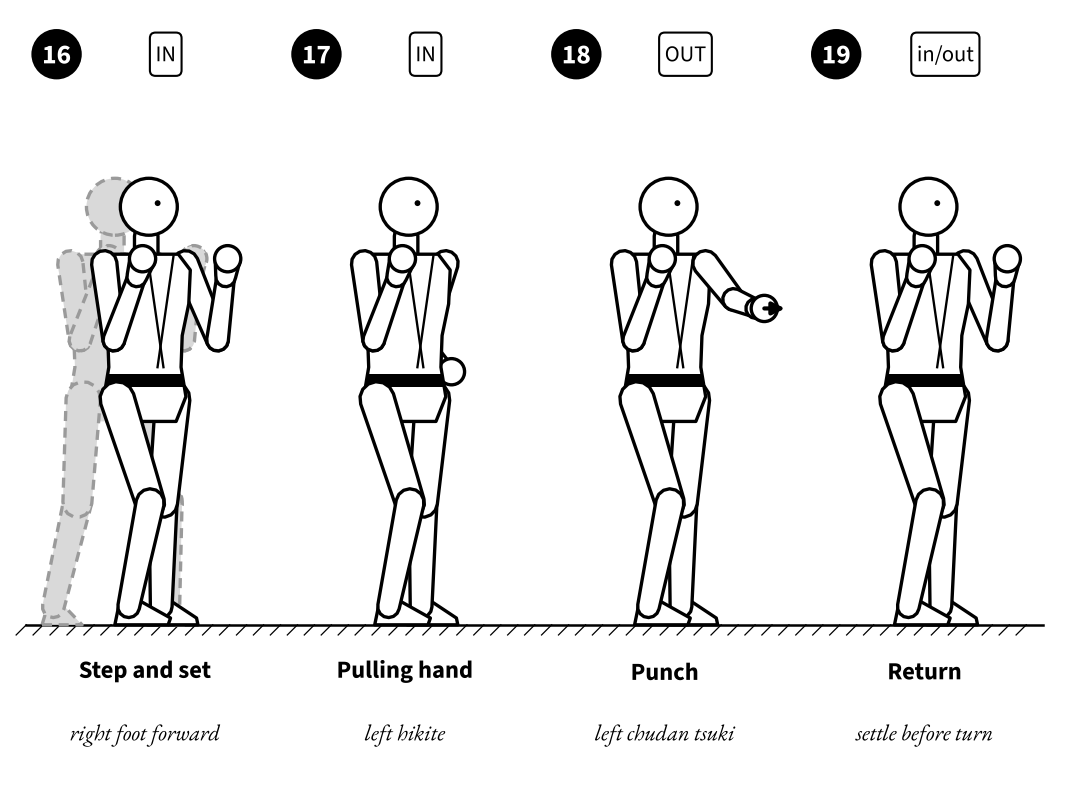 16 IN 17 IN 18 OUT 19 in/out
Step and set Pulling hand Punch Return
right foot forward left hikite left chudan tsuki settle before turn